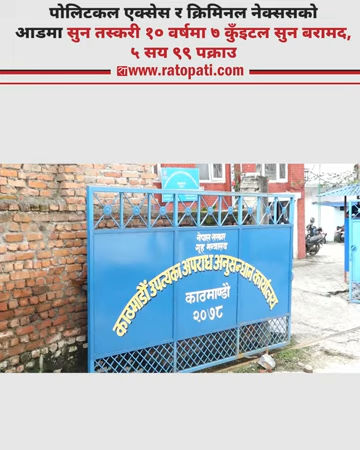 पोलिटकल एक्सेस र क्रिमिनल नेक्ससको
आडमा सुन तस्करी १० वर्षमा ७ कुँइटल सुन बरामद,
५ सय ९९ पक्राउ
www.ratopati.com
नेपाल सरकार
गृह मन्त्रालय
काठमाडौं उपत्यका अपराध अनुसन्धान कार्यालय
काठमाण्डौ
२०७८